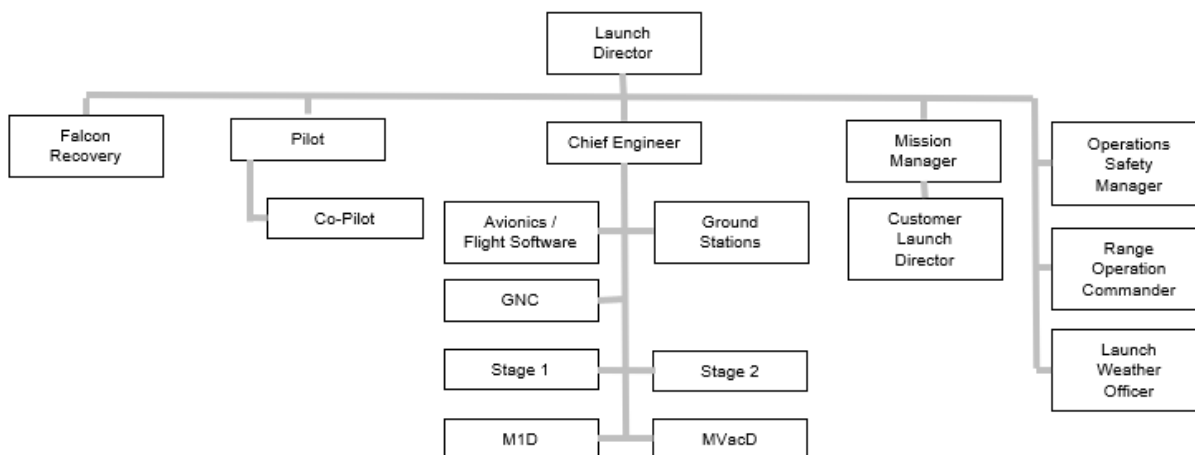 Launch
Director
Falcon
Recovery
Pilot
Chief Engineer
Mission
Manager
Operations
Safety
Manager
Co-Pilot
Avionics /
Flight Software
Ground
Stations
Customer
Launch
Director
Range
Operation
Commander
GNC
Stage 1
Stage 2
Launch
Weather
Officer
M1D
MVacD